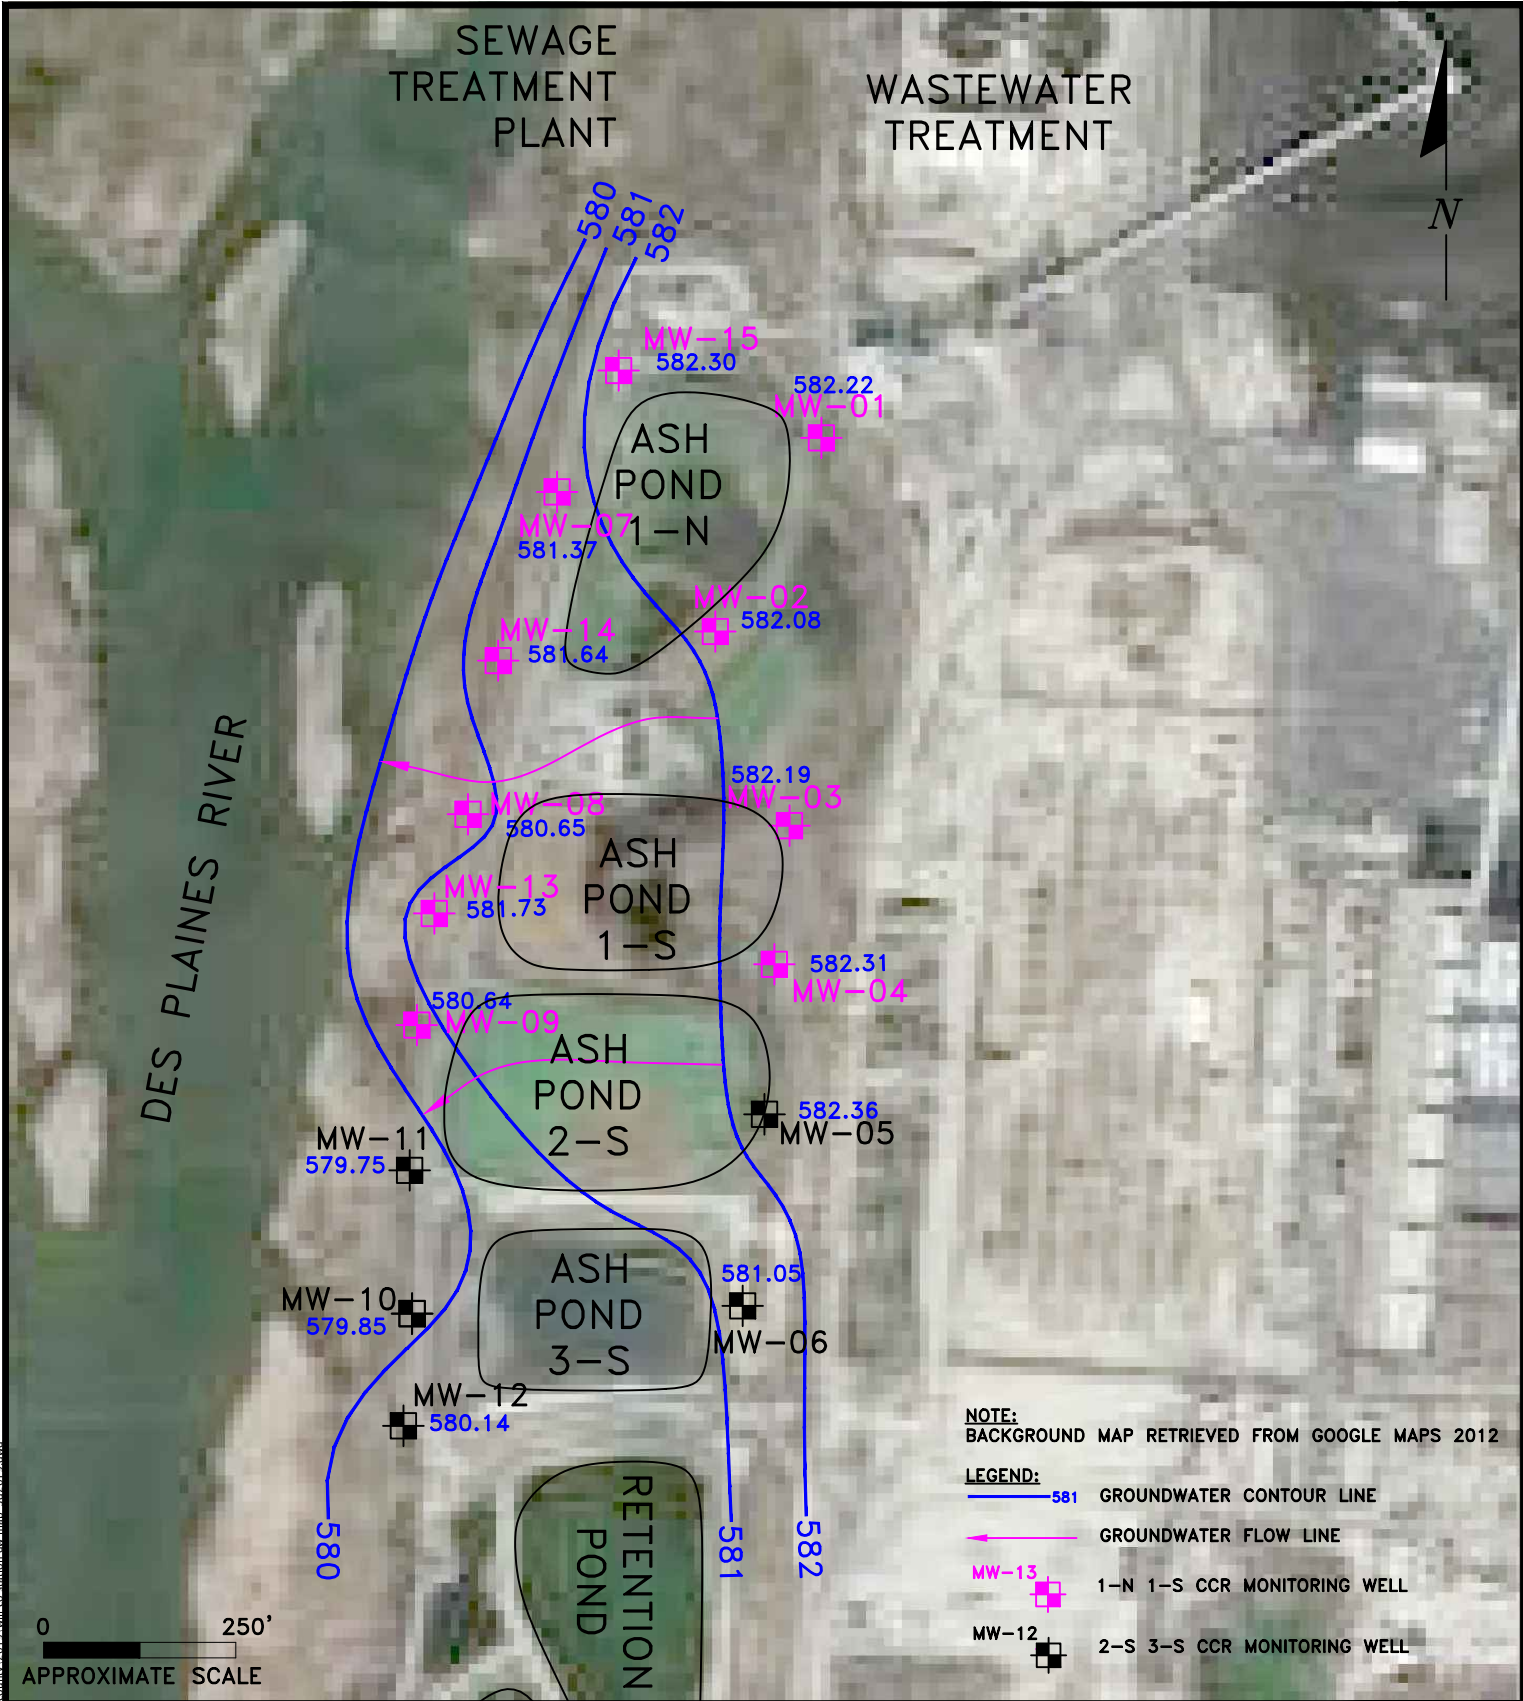 SEWAGE
TREATMENT
PLANT
WASTEWATER
TREATMENT
N
580
581
582
MW-15
582.30
582.22
MW-01
ASH
POND
1-N
MW-07
581.37
MW-02
582.08
MW-14
581.64
DES PLAINES RIVER
582.19
MW-03
MW-08
580.65
ASH
POND
1-S
MW-13
581.73
582.31
MW-04
580.64
MW-09
ASH
POND
2-S
582.36
MW-05
MW-11
579.75
ASH
POND
3-S
581.05
MW-06
MW-10
579.85
MW-12
580.14
RETENTION
POND
580
581
582
NOTE:
BACKGROUND MAP RETRIEVED FROM GOOGLE MAPS 2012
LEGEND:
581 GROUNDWATER CONTOUR LINE
GROUNDWATER FLOW LINE
MW-13 1-N 1-S CCR MONITORING WELL
MW-12 2-S 3-S CCR MONITORING WELL
0 250'
APPROXIMATE SCALE